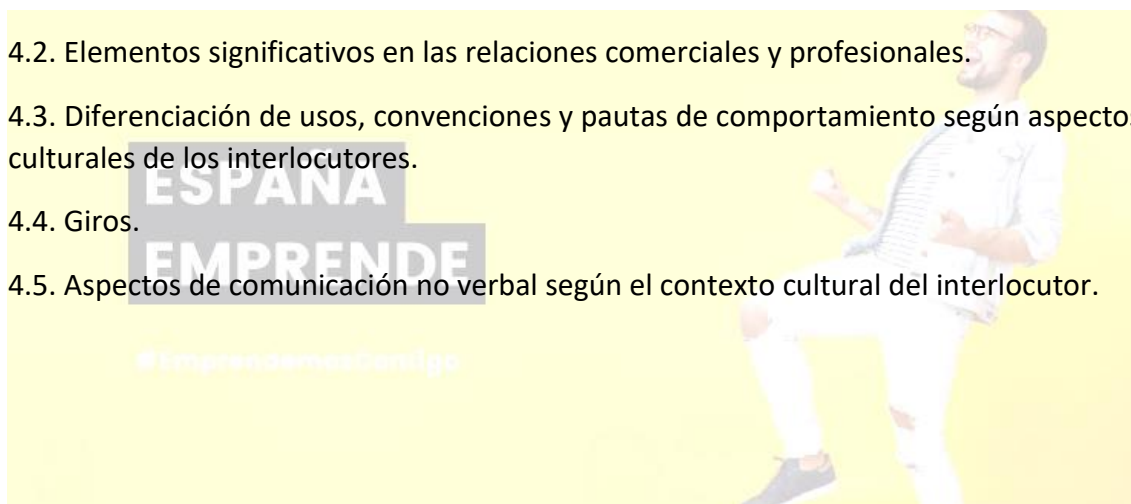 4.2. Elementos significativos en las relaciones comerciales y profesionales.
4.3. Diferenciación de usos, convenciones y pautas de comportamiento según aspectos
culturales de los interlocutores.
ESPAÑA
4.4. Giros.
EMPRENDE
4.5. Aspectos de comunicación no verbal según el contexto cultural del interlocutor.
#EmprendemosContigo